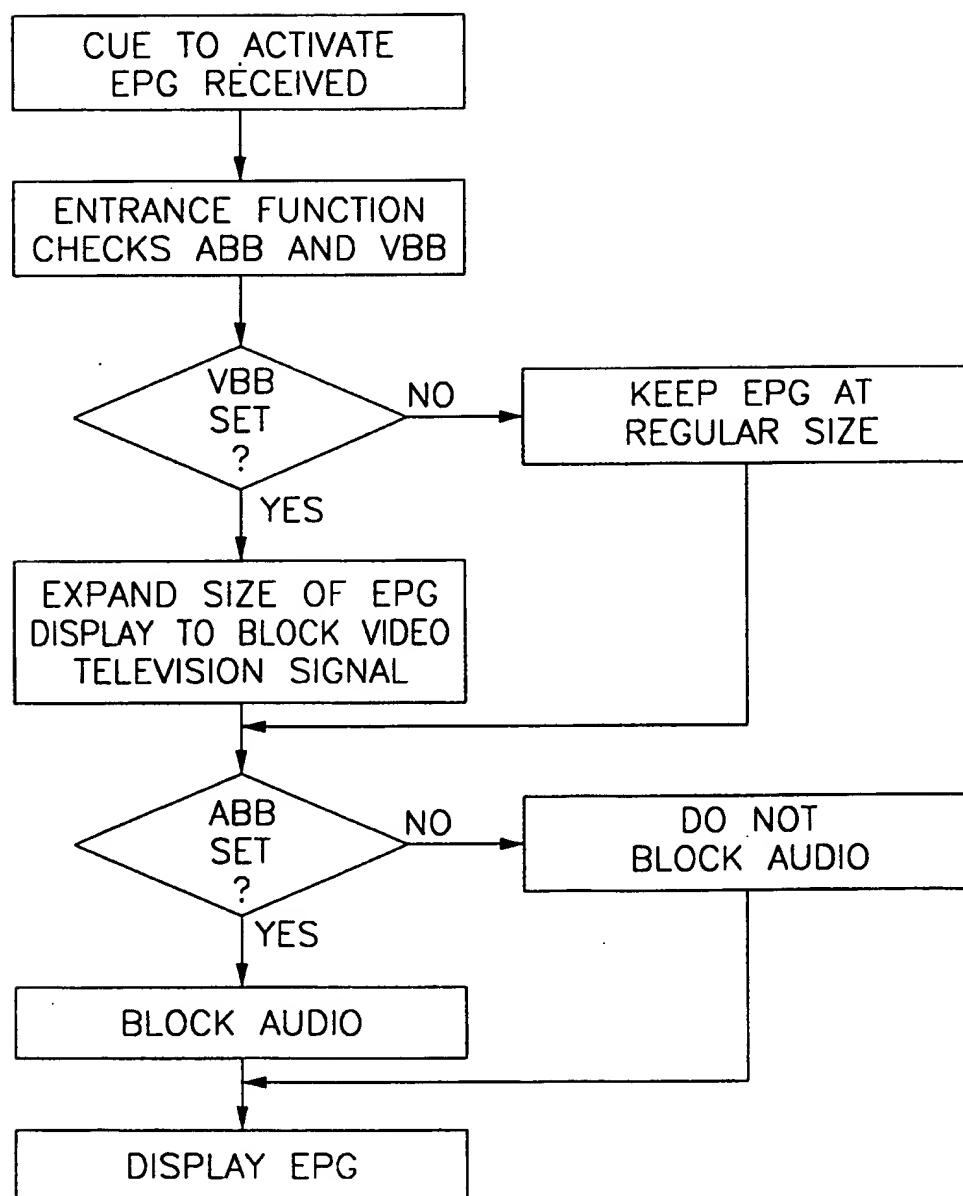 CUE TO ACTIVATE
EPG RECEIVED
ENTRANCE FUNCTION
CHECKS ABB AND VBB
VBB
SET
?
NO
KEEP EPG AT
REGULAR SIZE
YES
EXPAND SIZE OF EPG
DISPLAY TO BLOCK VIDEO
TELEVISION SIGNAL
ABB
SET
?
NO
DO NOT
BLOCK AUDIO
YES
BLOCK AUDIO
DISPLAY EPG